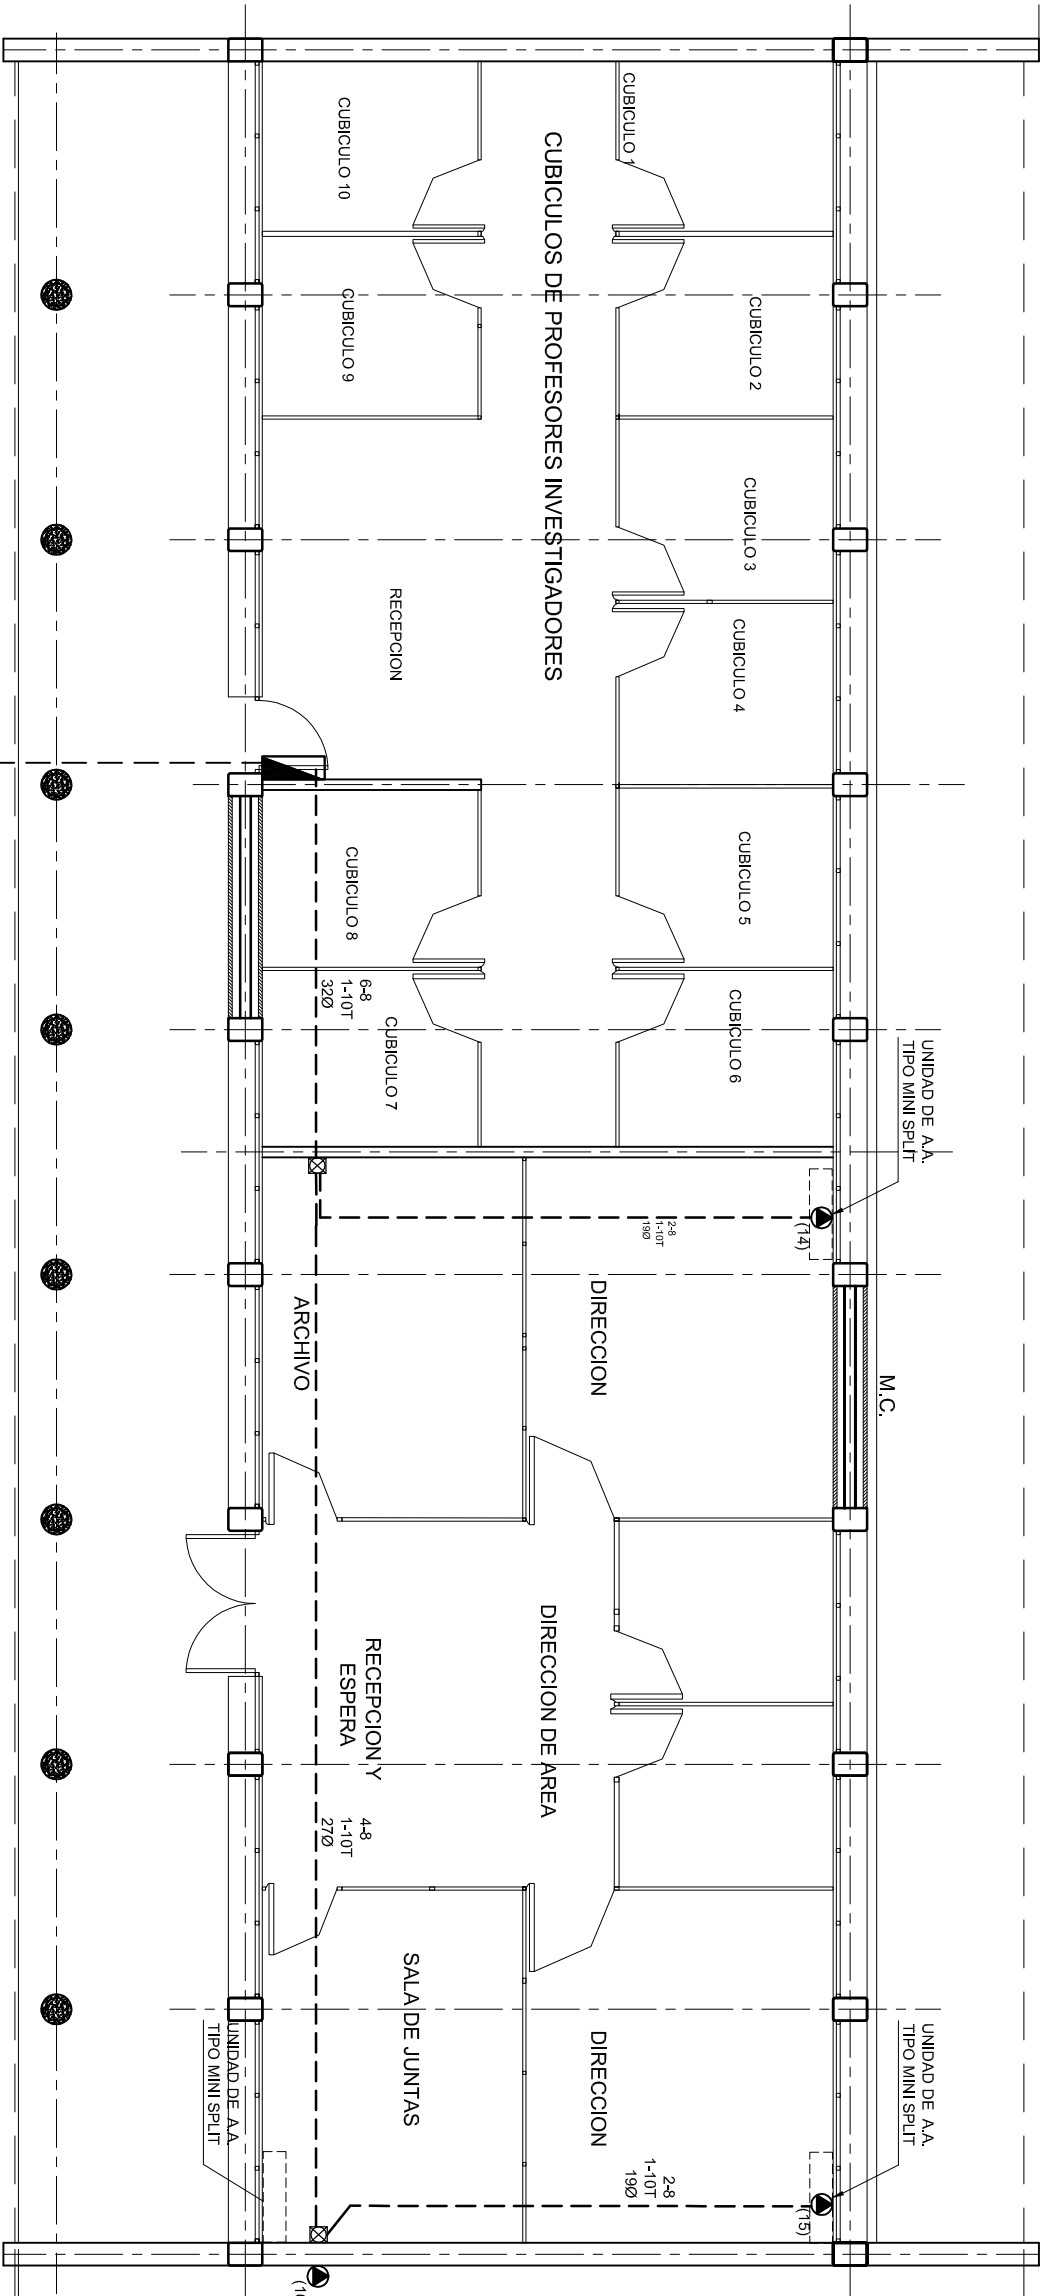 CUBICULO 1
CUBICULO 10
CUBICULOS DE PROFESORES INVESTIGADORES
CUBICULO 2
CUBICULO 9
CUBICULO 3
CUBICULO 4
RECEPCION
CUBICULO 5
CUBICULO 8
CUBICULO 6
CUBICULO 7
6-8
1-10T
32Ø
UNIDAD DE A.A.
TIPO MINI SPLIT
(14)
2-8
1-10T
19Ø
DIRECCION
ARCHIVO
M.C.
DIRECCION DE AREA
RECEPCION Y
ESPERA
4-8
1-10T
27Ø
SALA DE JUNTAS
DIRECCION
UNIDAD DE A.A.
TIPO MINI SPLIT
UNIDAD DE A.A.
TIPO MINI SPLIT
2-8
1-10T
19Ø
(15)